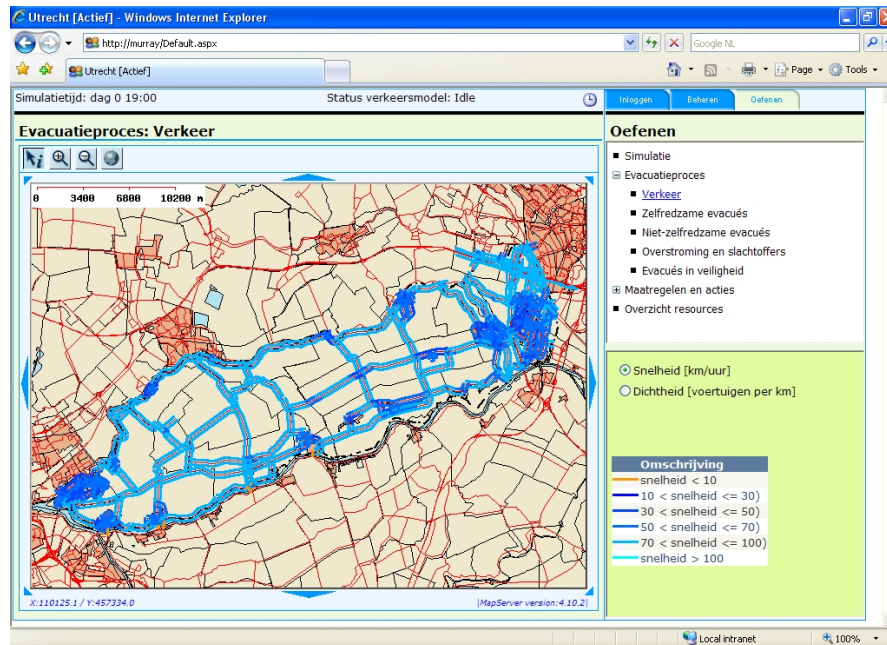 Utrecht [Actief] - Windows Internet Explorer
http://murray/Default.aspx
Google NL
Utrecht [Actief]
Page
Tools
Simulatietijd: dag 0 19:00
Status verkeersmodel: Idle
Inloggen
Beheren
Oefenen
Evacuatieproces: Verkeer
0 3400 6800 10200 m
X:110125.1 / Y:457334.0
|MapServer version:4.10.2|
Oefenen
Simulatie
Evacuatieproces
Verkeer
Zelfredzame evacués
Niet-zelfredzame evacués
Overstroming en slachtoffers
Evacués in veiligheid
Maatregelen en acties
Overzicht resources
Snelheid [km/uur]
Dichtheid [voertuigen per km]
Omschrijving
snelheid < 10
10 < snelheid <= 30)
30 < snelheid <= 50)
50 < snelheid <= 70)
70 < snelheid <= 100)
snelheid > 100
Local intranet
100%